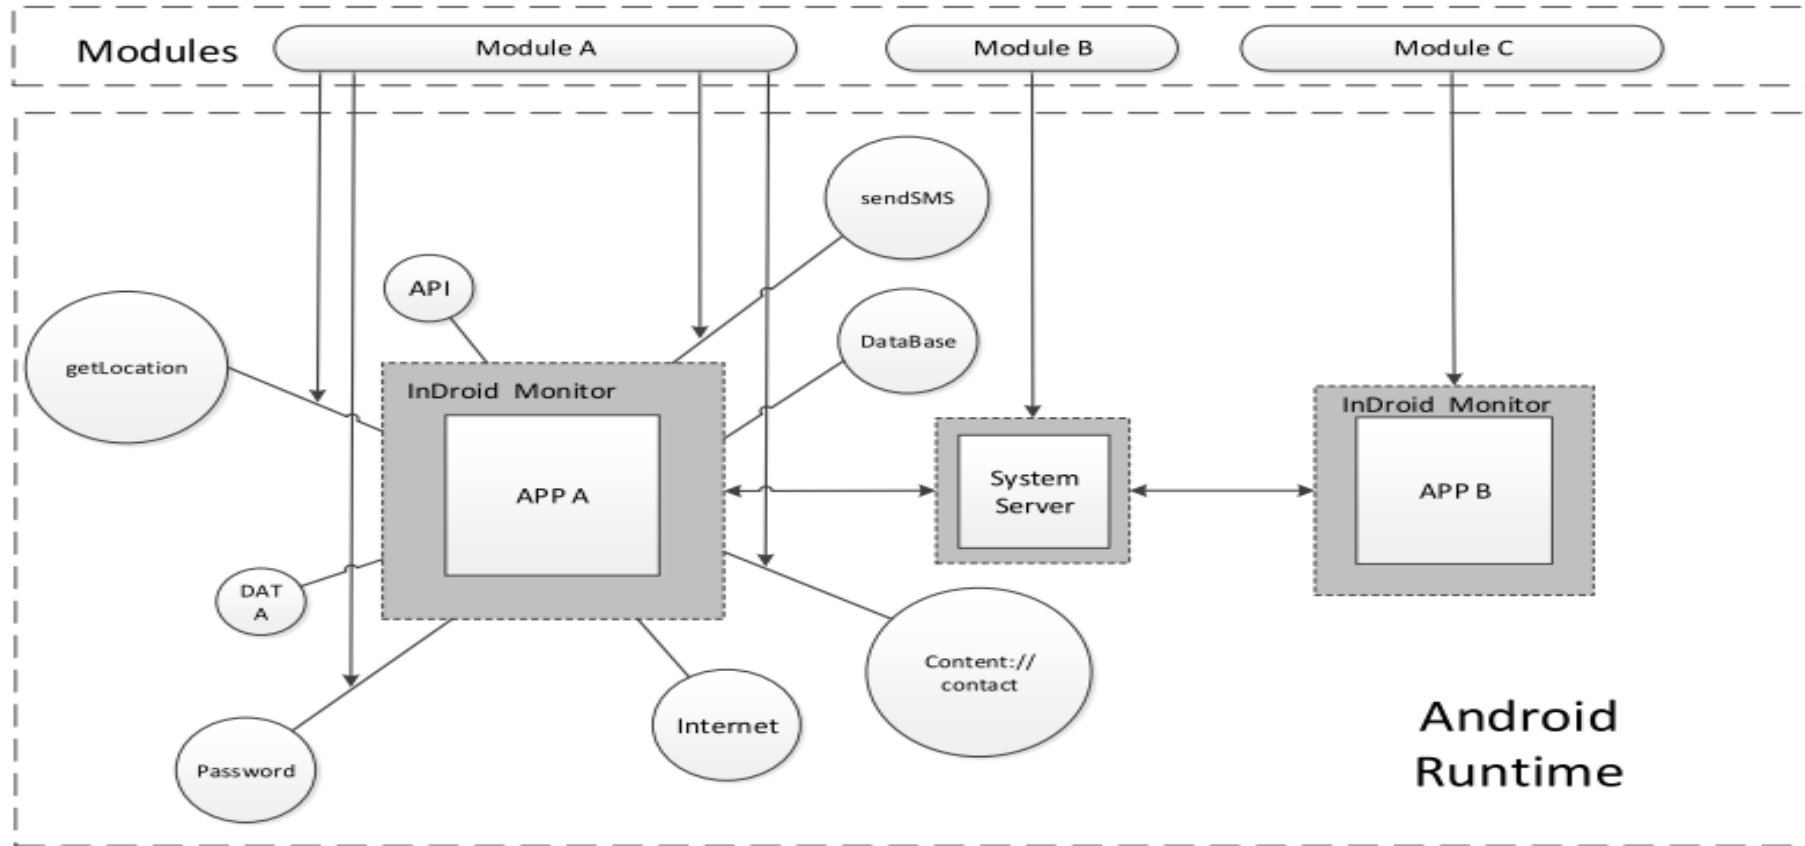 Modules
Module A
Module B
Module C
sendSMS
API
DataBase
getLocation
InDroid Monitor
APP A
System
Server
InDroid Monitor
APP B
DAT
A
Content://
contact
Internet
Password
Android
Runtime